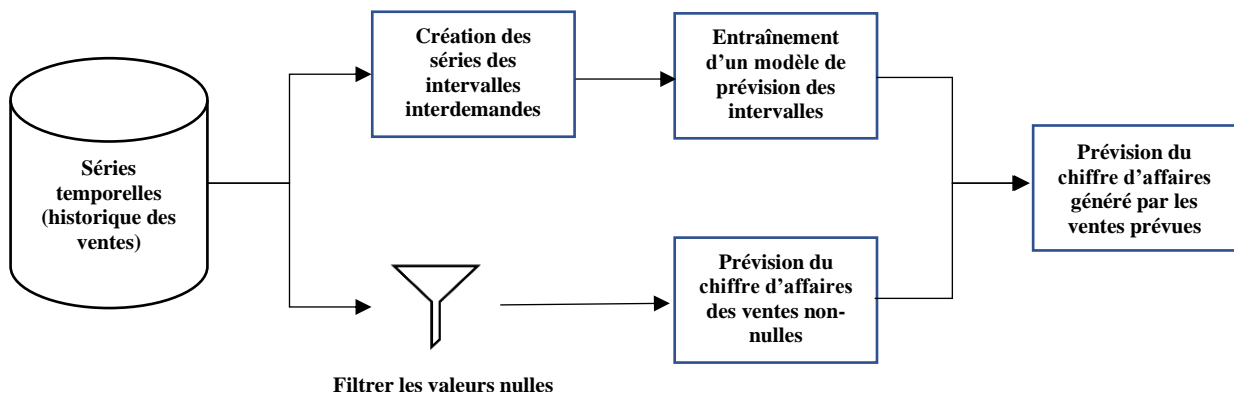 Séries
temporelles
(historique des
ventes)
Création des
séries des
intervalles
interdemandes
Entraînement
d’un modèle de
prévision des
intervalles
Filtrer les valeurs nulles
Prévision du
chiffre d’affaires
des ventes non-
nulles
Prévision du
chiffre d’affaires
généré par les
ventes prévues